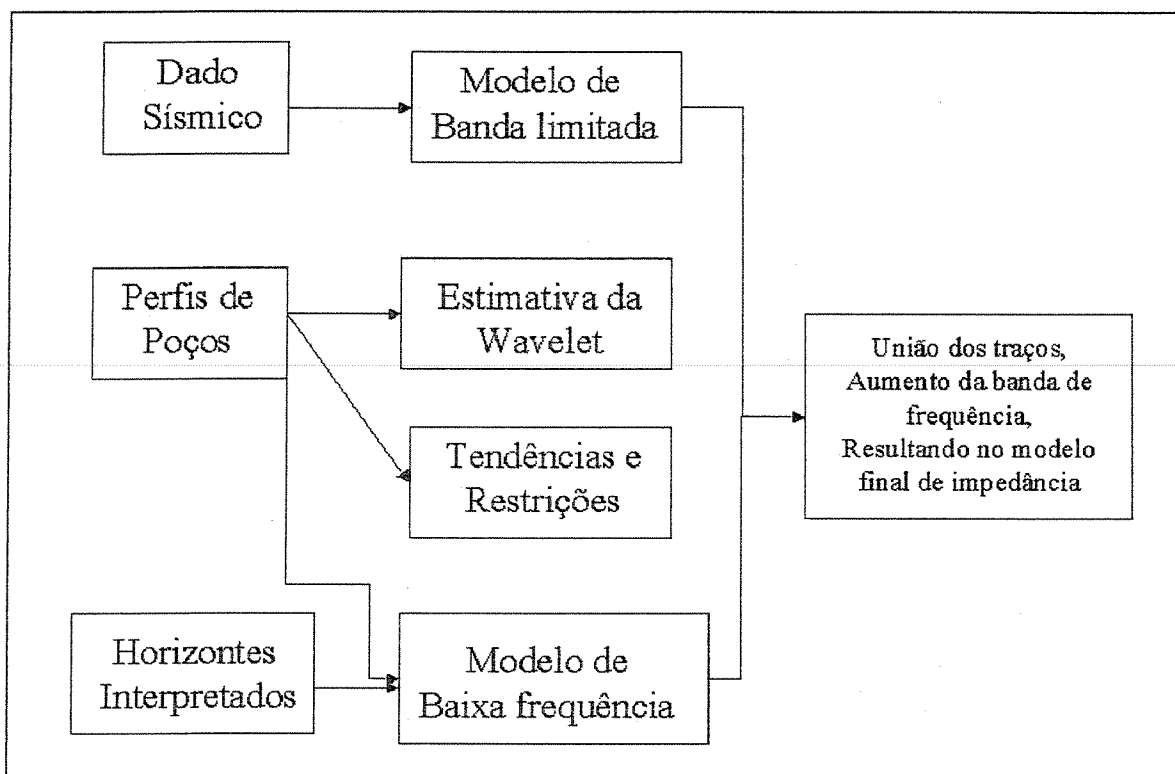 Dado
Sísmico
Modelo de
Banda limitada
Perfis de
Poços
Estimativa da
Wavelet
Tendências e
Restrições
Horizontes
Interpretados
Modelo de
Baixa frequência
União dos traços,
Aumento da banda de
frequência,
Resultando no modelo
final de impedância